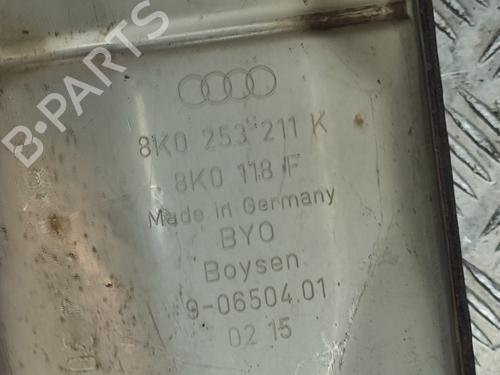 B-PARTS
8K0 253 211 K
8K0 118 F
Made in Germany
BYO
Boysen
9-06504.01
02 15